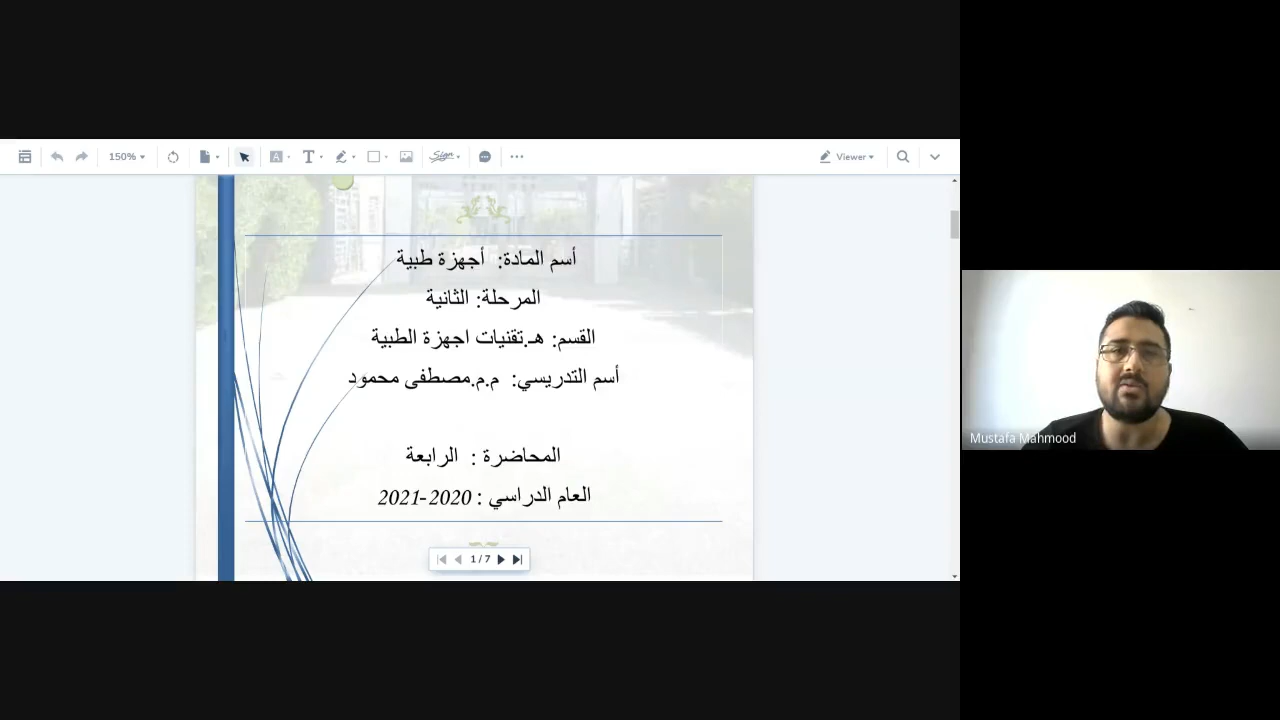 150%
T
A
Sign
Viewer
أسم المادة: أجهزة طبية
المرحلة: الثانية
القسم: هـ.تقنيات اجهزة الطبية
أسم التدريسي: م.م.مصطفى محمود
المحاضرة : الرابعة
العام الدراسي : 2020-2021
1 / 7
Mustafa Mahmood